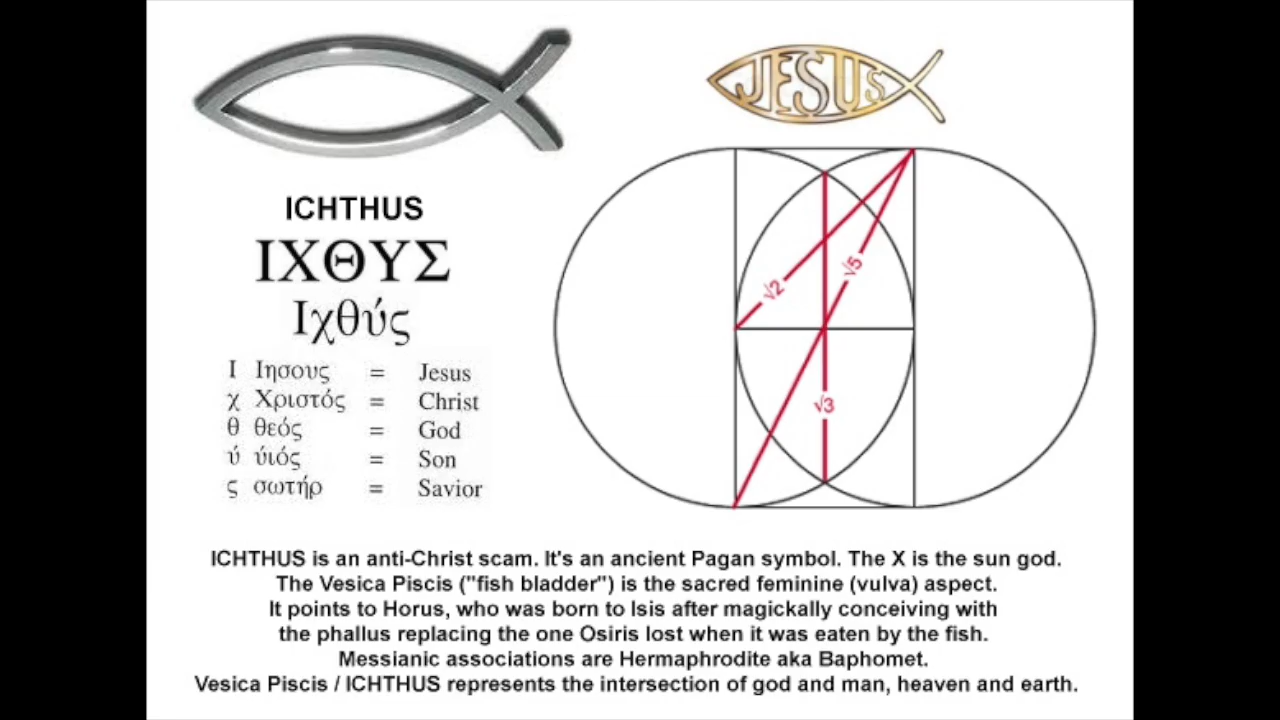 JESUS
ICHTHUS
ΙΧΘΥΣ
Ιχθύς
Ι Ιησους = Jesus
χ Χριστός = Christ
θ θεός = God
ύ ύιός = Son
ς σωτήρ = Savior
√2
√5
√3
ICHTHUS is an anti-Christ scam. It's an ancient Pagan symbol. The X is the sun god.
The Vesica Piscis ("fish bladder") is the sacred feminine (vulva) aspect.
It points to Horus, who was born to Isis after magickally conceiving with
the phallus replacing the one Osiris lost when it was eaten by the fish.
Messianic associations are Hermaphrodite aka Baphomet.
Vesica Piscis / ICHTHUS represents the intersection of god and man, heaven and earth.